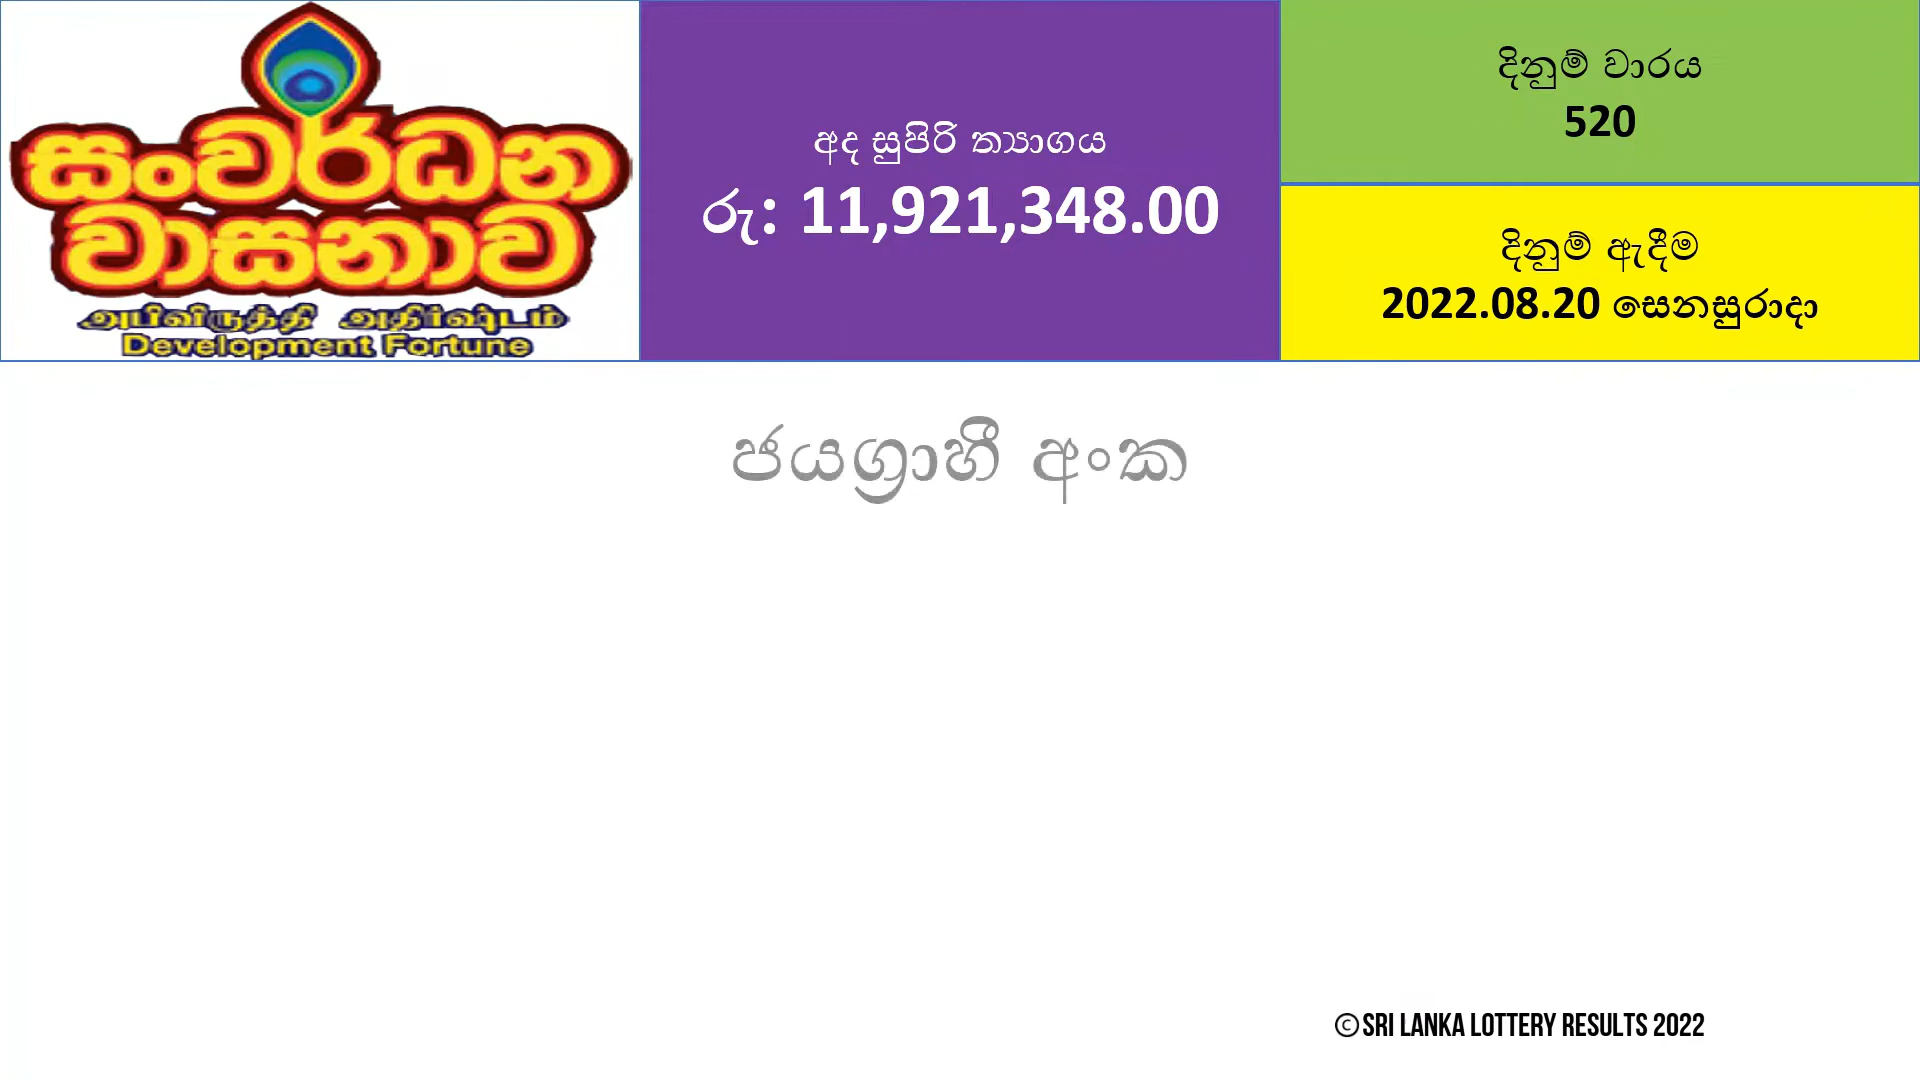 සංවර්ධන
වාසනාව
அபிவிருத்தி அதிர்ஷ்டம்
Development Fortune
අද සුපිරි ත්‍යාගය
රු: 11,921,348.00
දිනුම් වාරය
520
දිනුම් ඇදීම
2022.08.20 සෙනසුරාදා
ජයග්‍රාහී අංක
©SRI LANKA LOTTERY RESULTS 2022